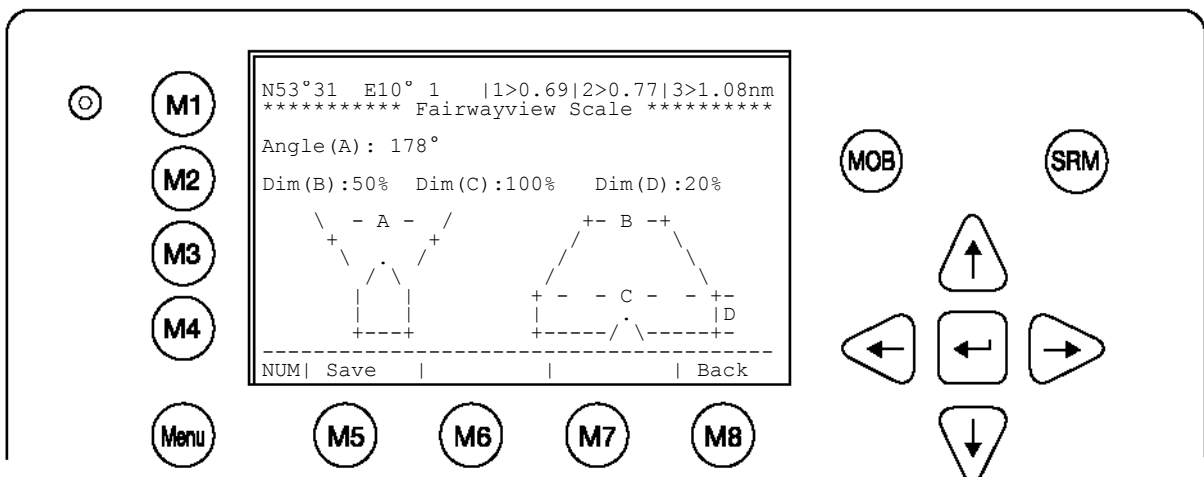 N53°31 E10° 1 |1>0.69|2>0.77|3>1.08nm
*********** Fairwayview Scale **********
Angle(A): 178°
Dim(B):50% Dim(C):100% Dim(D):20%
- A -
+- B -+
+ - - C - - +-
|D
NUM| Save | | | Back
M1
M2
M3
M4
Menu
M5
M6
M7
M8
MOB
SRM